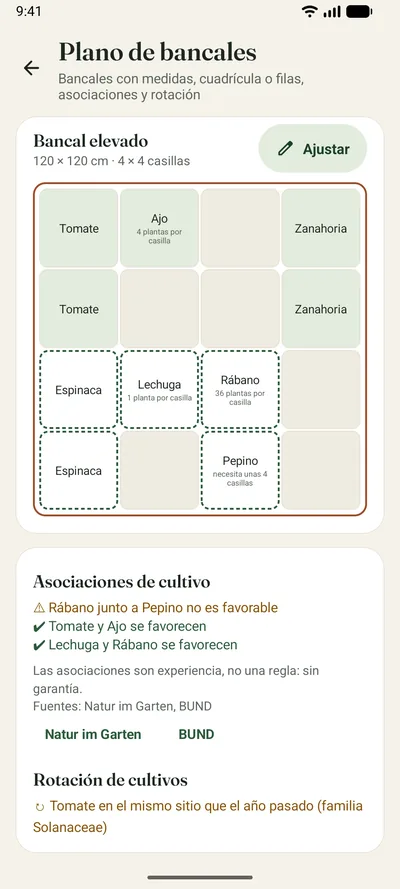 9:41
Plano de bancales
Bancales con medidas, cuadrícula o filas,
asociaciones y rotación
Bancal elevado
120 × 120 cm · 4 × 4 casillas
Ajustar
Tomate
Ajo
4 plantas por
casilla
Zanahoria
Tomate
Zanahoria
Espinaca
Lechuga
1 planta por casilla
Rábano
36 plantas por
casilla
Espinaca
Pepino
necesita unas 4
casillas
Asociaciones de cultivo
⚠ Rábano junto a Pepino no es favorable
✔ Tomate y Ajo se favorecen
✔ Lechuga y Rábano se favorecen
Las asociaciones son experiencia, no una regla: sin
garantía.
Fuentes: Natur im Garten, BUND
Natur im Garten
BUND
Rotación de cultivos
↻ Tomate en el mismo sitio que el año pasado (familia
Solanaceae)